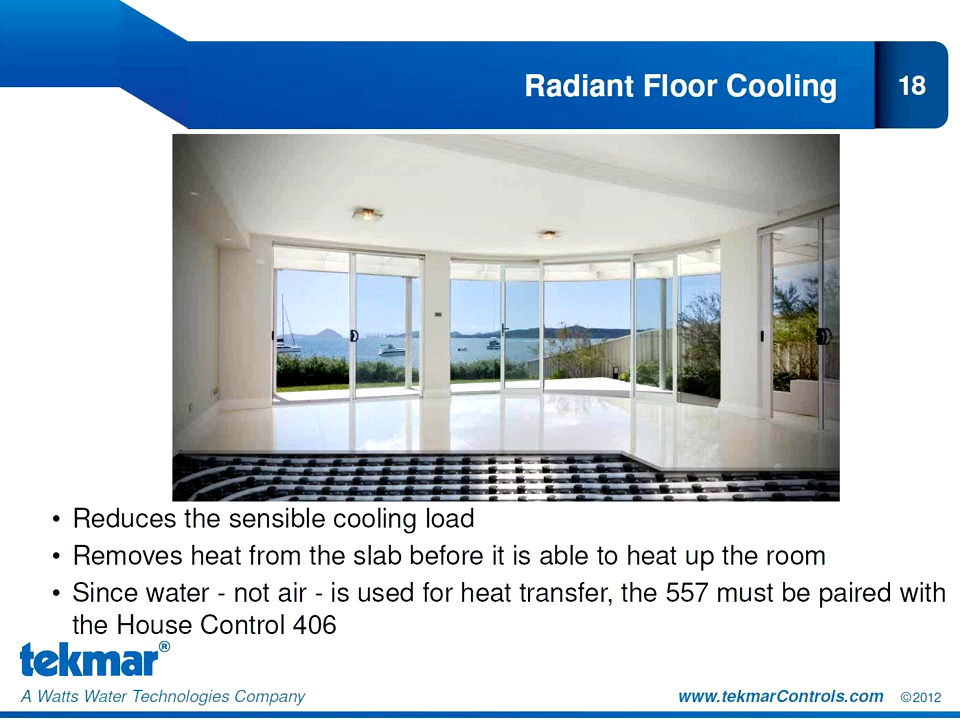 Radiant Floor Cooling
18
• Reduces the sensible cooling load
• Removes heat from the slab before it is able to heat up the room
• Since water - not air - is used for heat transfer, the 557 must be paired with
the House Control 406
tekmar®
A Watts Water Technologies Company
www.tekmarControls.com ©2012